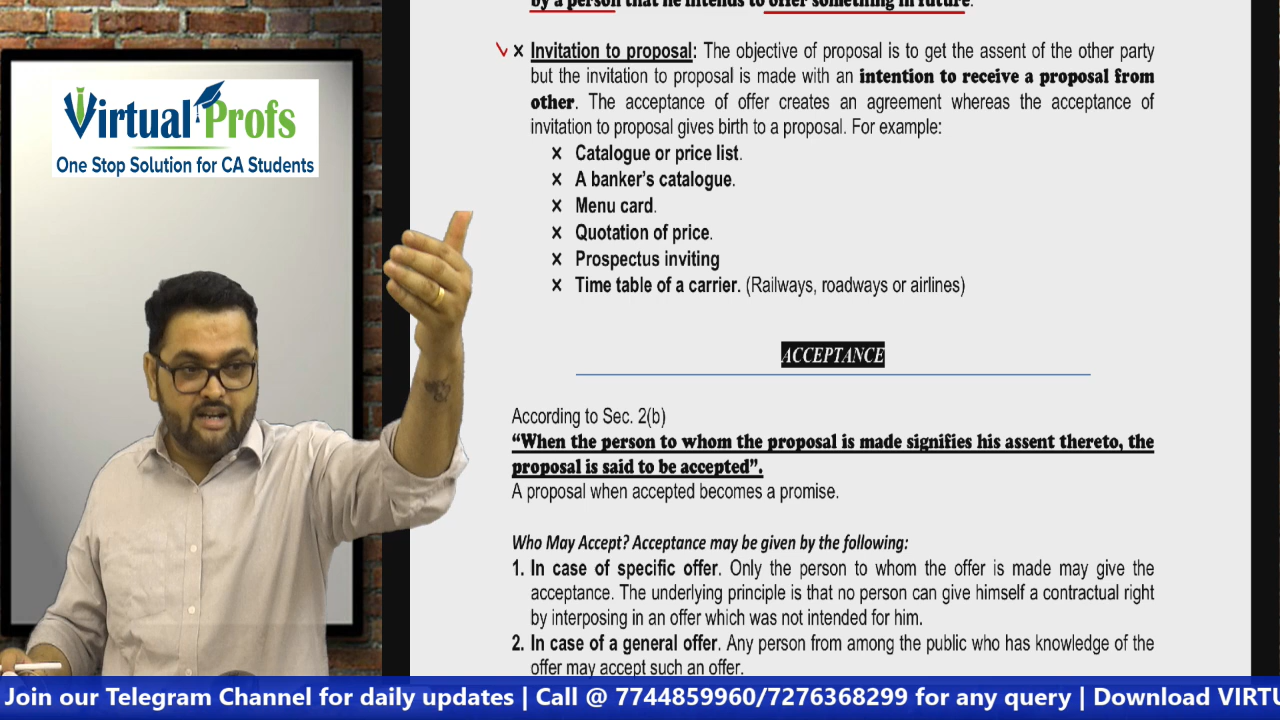 by a person that he intends to offer something in future.
Invitation to proposal: The objective of proposal is to get the assent of the other party
but the invitation to proposal is made with an intention to receive a proposal from
other. The acceptance of offer creates an agreement whereas the acceptance of
invitation to proposal gives birth to a proposal. For example:
Catalogue or price list.
A banker's catalogue.
Menu card.
Quotation of price.
Prospectus inviting
Time table of a carrier. (Railways, roadways or airlines)
ACCEPTANCE
According to Sec. 2(b)
“When the person to whom the proposal is made signifies his assent thereto, the
proposal is said to be accepted”.
A proposal when accepted becomes a promise.
Who May Accept? Acceptance may be given by the following:
1. In case of specific offer. Only the person to whom the offer is made may give the
acceptance. The underlying principle is that no person can give himself a contractual right
by interposing in an offer which was not intended for him.
2. In case of a general offer. Any person from among the public who has knowledge of the
offer may accept such an offer.
Virtual Profs
One Stop Solution for CA Students
Join our Telegram Channel for daily updates | Call @ 7744859960/7276368299 for any query | Download VIRTU